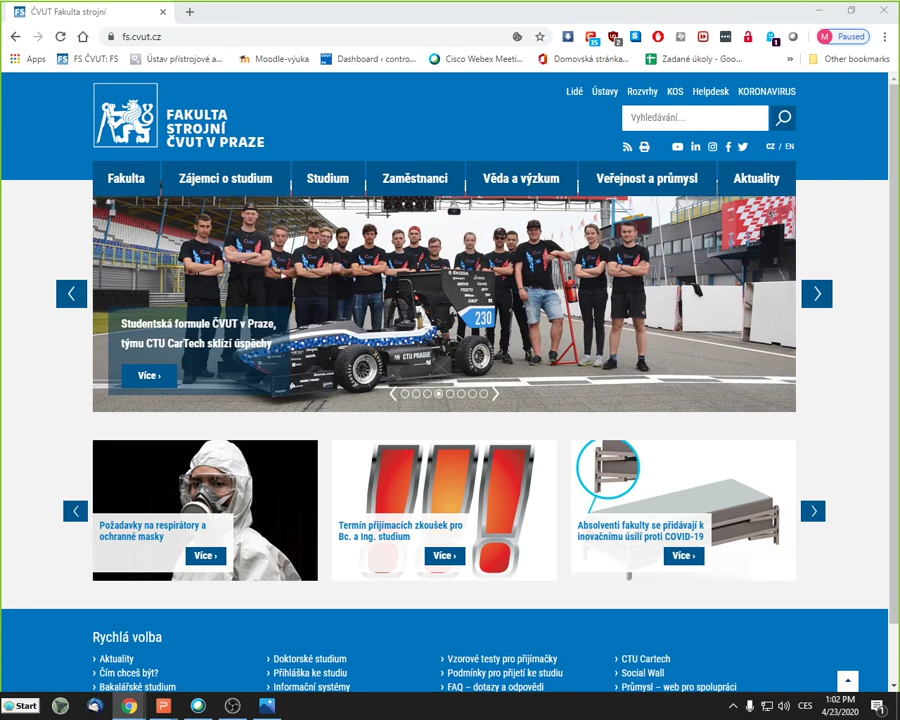 ČVUT Fakulta strojní
fs.cvut.cz
Paused
Apps
FS ČVUT: FS
Ústav přístrojové a...
Moodle-výuka
Dashboard ‹ contro...
Cisco Webex Meeti...
Domovská stránka...
Zadané úkoly - Goo...
Other bookmarks
Lidé Ústavy Rozvrhy KOS Helpdesk KORONAVIRUS
FAKULTA
STROJNÍ
ČVUT V PRAZE
Vyhledávání...
CZ / EN
Fakulta Zájemci o studium Studium Zaměstnanci Věda a výzkum Veřejnost a průmysl Aktuality
Studentská formule ČVUT v Praze,
týmu CTU CarTech sklízí úspěchy
Více ›
ŠKODA
230
CTU PRAGUE
Požadavky na respirátory a
ochranné masky
Více ›
Termín přijímacích zkoušek pro
Bc. a Ing. studium
Více ›
Absolventi fakulty se přidávají k
inovačnímu úsilí proti COVID-19
Více ›
Rychlá volba
› Aktuality
› Čím chceš být?
› Bakalářské studium
› Doktorské studium
› Přihláška ke studiu
› Informační systémy
› Vzorové testy pro přijímačky
› Podmínky pro přijetí ke studiu
› FAQ – dotazy a odpovědi
› CTU Cartech
› Social Wall
› Průmysl – web pro spolupráci
Start
CES
1:02 PM
4/23/2020